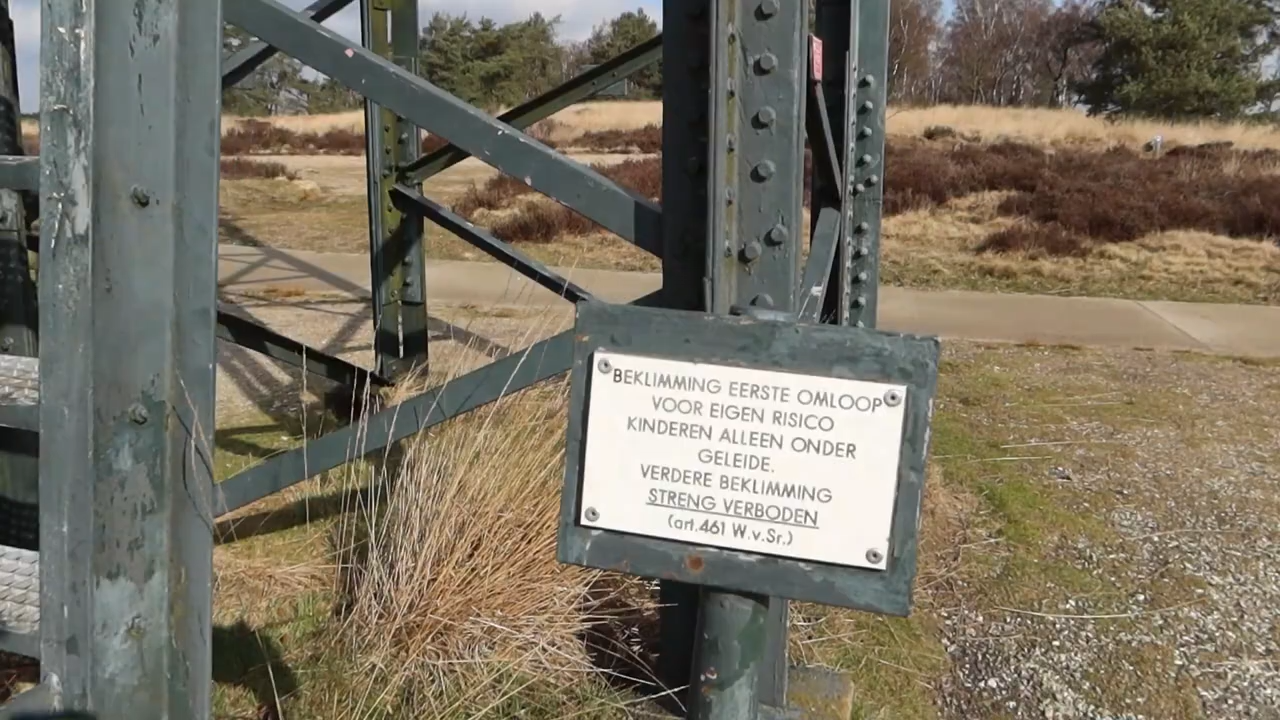 BEKLIMMING EERSTE OMLOOP
VOOR EIGEN RISICO
KINDEREN ALLEEN ONDER
GELEIDE.
VERDERE BEKLIMMING
STRENG VERBODEN
(art.461 W.v.Sr.)